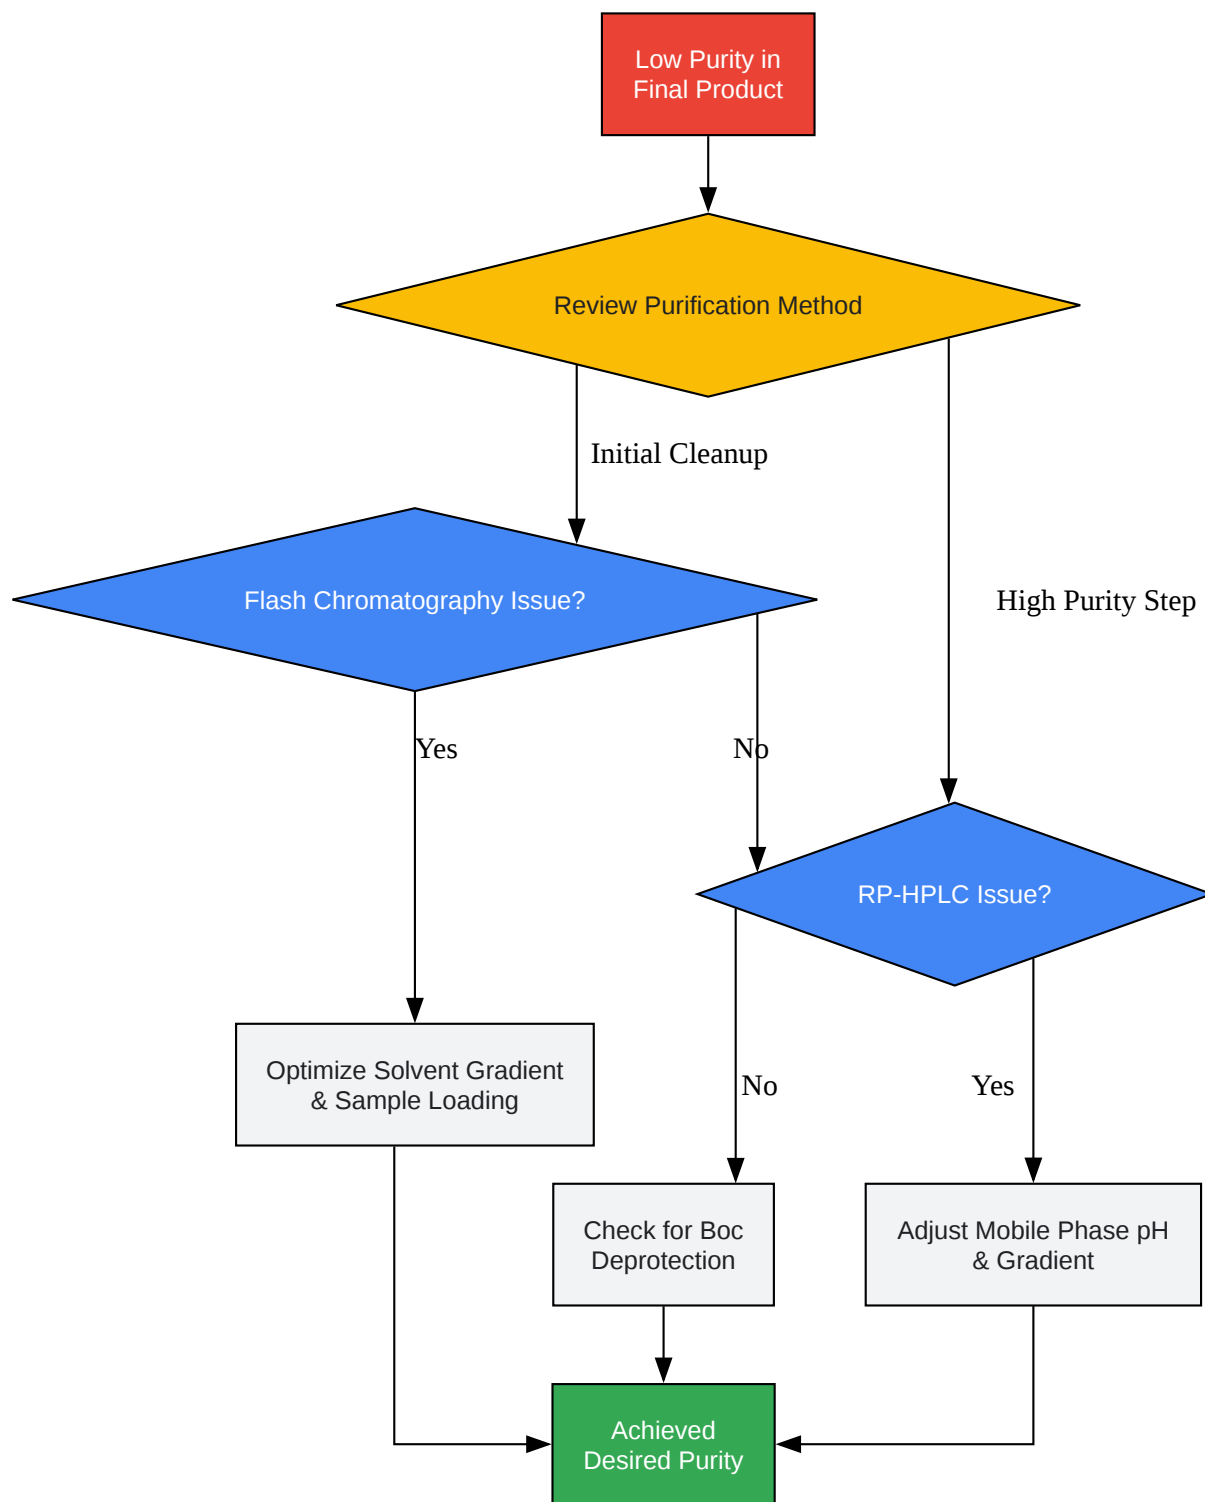 Low Purity in
Final Product
Review Purification Method
Initial Cleanup
Flash Chromatography Issue?
High Purity Step
Yes
No
RP-HPLC Issue?
Optimize Solvent Gradient
& Sample Loading
No
Yes
Check for Boc
Deprotection
Adjust Mobile Phase pH
& Gradient
Achieved
Desired Purity